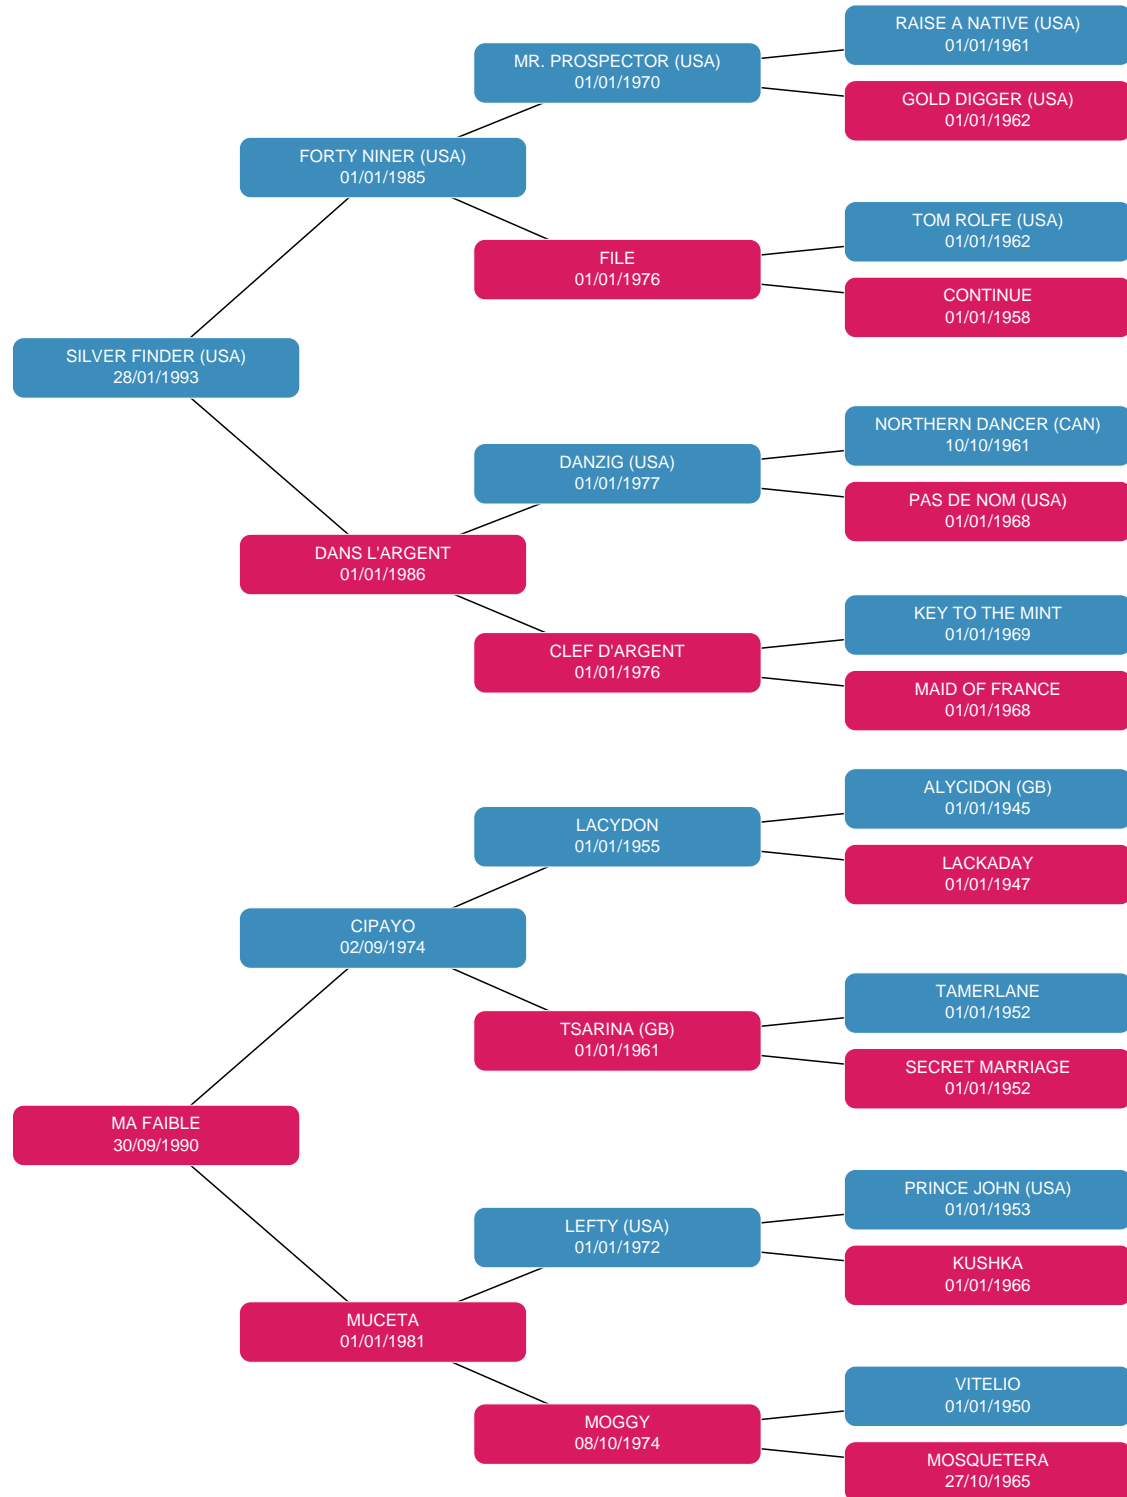 RAISE A NATIVE (USA)
01/01/1961
MR. PROSPECTOR (USA)
01/01/1970
GOLD DIGGER (USA)
01/01/1962
FORTY NINER (USA)
01/01/1985
TOM ROLFE (USA)
01/01/1962
FILE
01/01/1976
CONTINUE
01/01/1958
SILVER FINDER (USA)
28/01/1993
NORTHERN DANCER (CAN)
10/10/1961
DANZIG (USA)
01/01/1977
PAS DE NOM (USA)
01/01/1968
DANS L'ARGENT
01/01/1986
KEY TO THE MINT
01/01/1969
CLEF D'ARGENT
01/01/1976
MAID OF FRANCE
01/01/1968
ALYCIDON (GB)
01/01/1945
LACYDON
01/01/1955
LACKADAY
01/01/1947
CIPAYO
02/09/1974
TAMERLANE
01/01/1952
TSARINA (GB)
01/01/1961
SECRET MARRIAGE
01/01/1952
MA FAIBLE
30/09/1990
PRINCE JOHN (USA)
01/01/1953
LEFTY (USA)
01/01/1972
KUSHKA
01/01/1966
MUCETA
01/01/1981
VITELIO
01/01/1950
MOGGY
08/10/1974
MOSQUETERA
27/10/1965